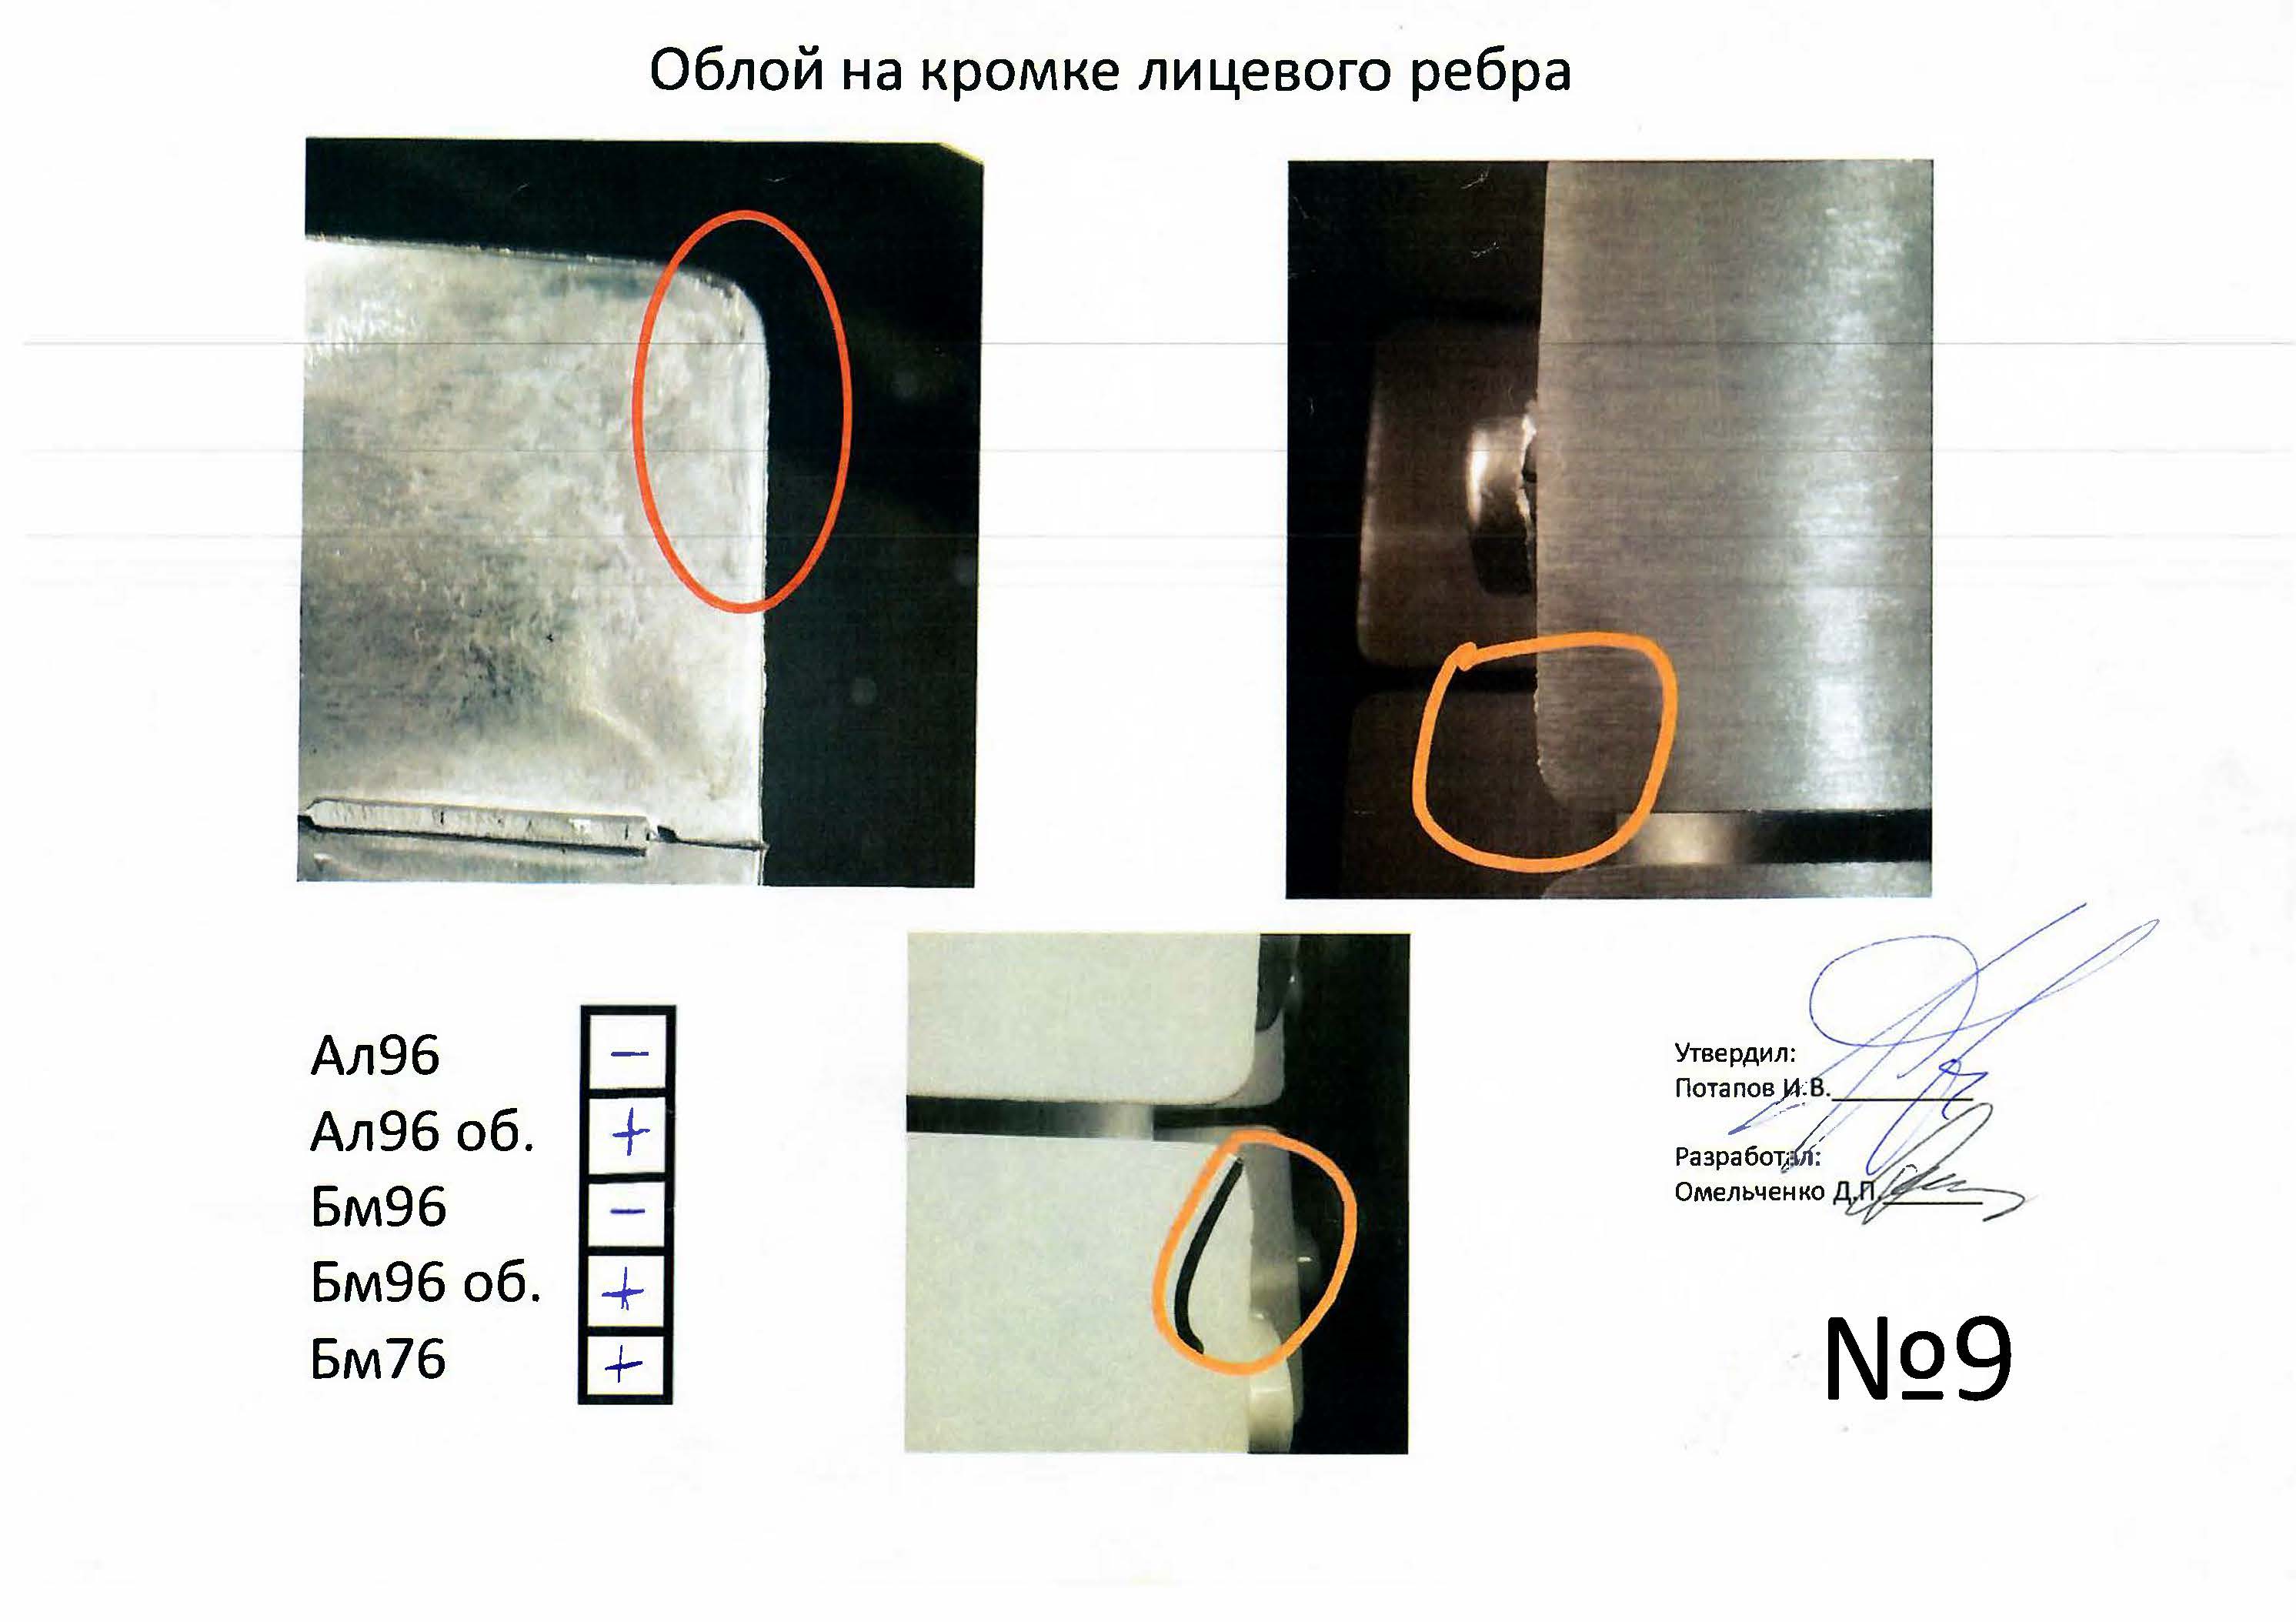 Облой на кромке лицевого ребра
Ал96 −
Ал96 об. +
Бм96 −
Бм96 об. +
Бм76 +
Утвердил:
Потапов И.В.
Разработал:
Омельченко Д.П.
№9